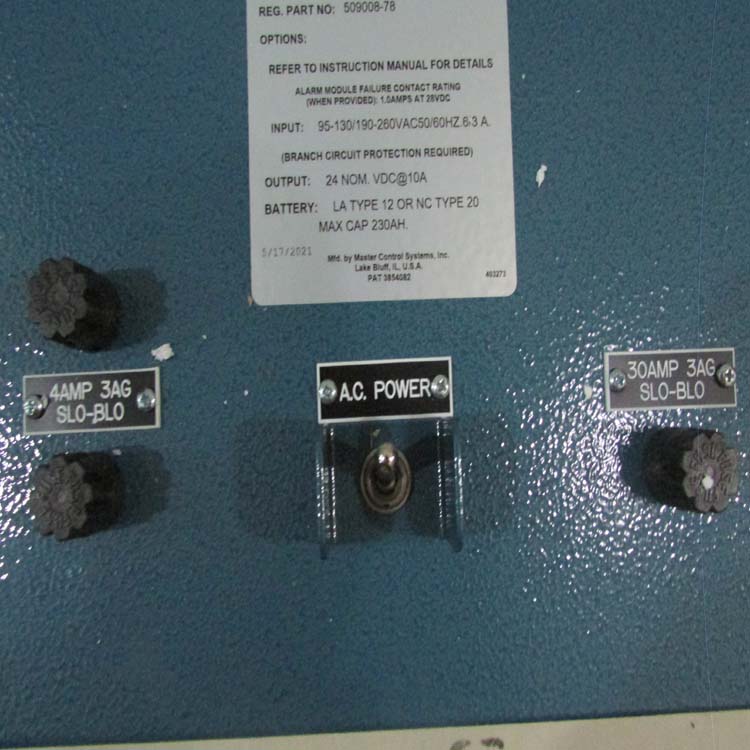 REG. PART NO: 509008-78
OPTIONS:
REFER TO INSTRUCTION MANUAL FOR DETAILS
ALARM MODULE FAILURE CONTACT RATING
(WHEN PROVIDED): 1.0AMPS AT 28VDC
INPUT: 95-130/190-260VAC50/60HZ.6.3 A.
(BRANCH CIRCUIT PROTECTION REQUIRED)
OUTPUT: 24 NOM. VDC@10A
BATTERY: LA TYPE 12 OR NC TYPE 20
MAX CAP 230AH.
5/17/2021
Mfd. by Master Control Systems, Inc.
Lake Bluff, IL, U.S.A.
PAT 3854082
493273
4AMP 3AG
SLO-BLO
A.C. POWER
30AMP 3AG
SLO-BLO